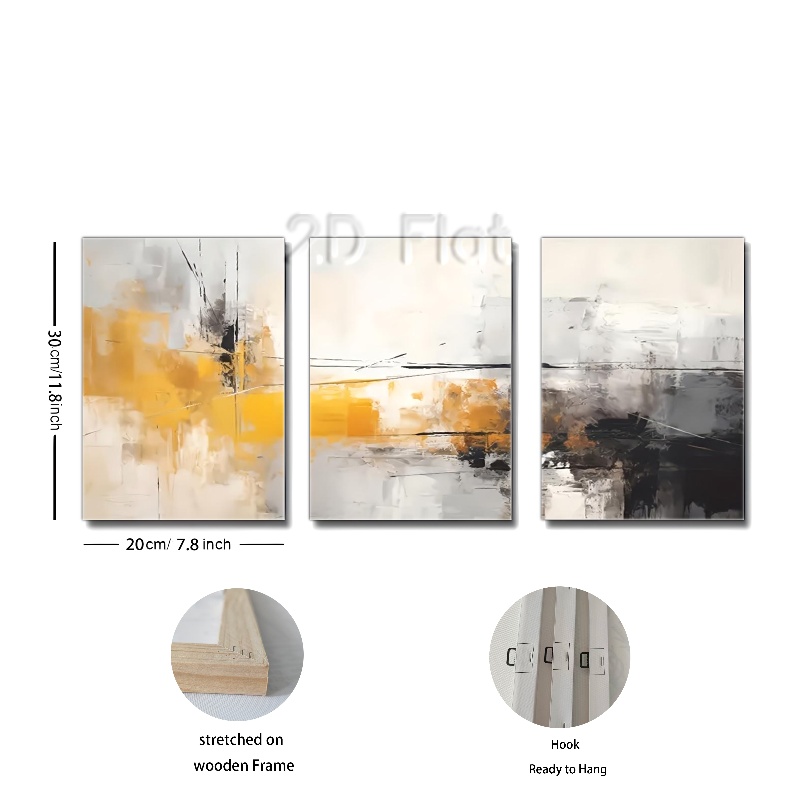 2D Flat
30cm/11.8inch
20cm/ 7.8 inch
stretched on
wooden Frame
Hook
Ready to Hang